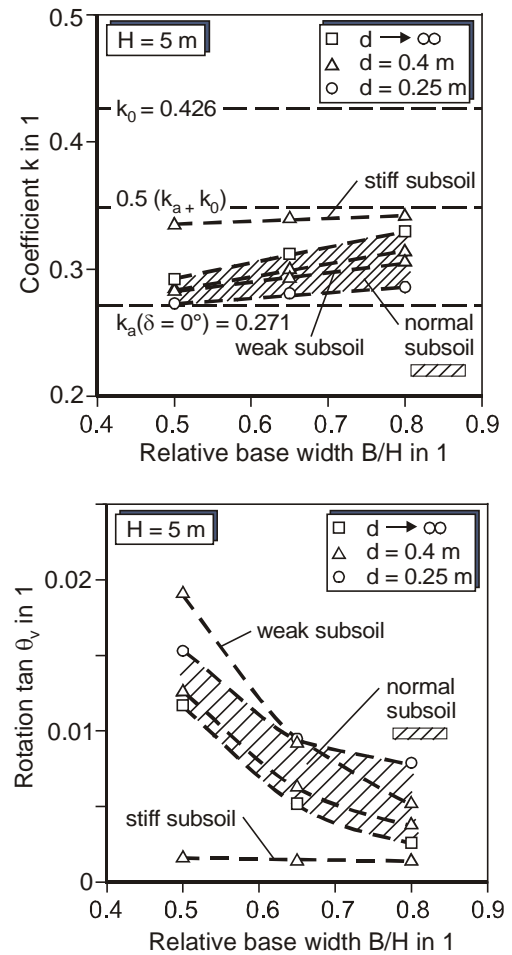 0.5
H = 5 m
d → ∞
d = 0.4 m
d = 0.25 m
k0 = 0.426
0.4
0.5 (ka + k0)
stiff subsoil
Coefficient k in 1
0.3
ka(δ = 0°) = 0.271
weak subsoil
normal
subsoil
0.2
0.4 0.5 0.6 0.7 0.8 0.9
Relative base width B/H in 1
H = 5 m
d → ∞
d = 0.4 m
d = 0.25 m
0.02
weak subsoil
Rotation tan θv in 1
normal
subsoil
0.01
stiff subsoil
0
0.4 0.5 0.6 0.7 0.8 0.9
Relative base width B/H in 1